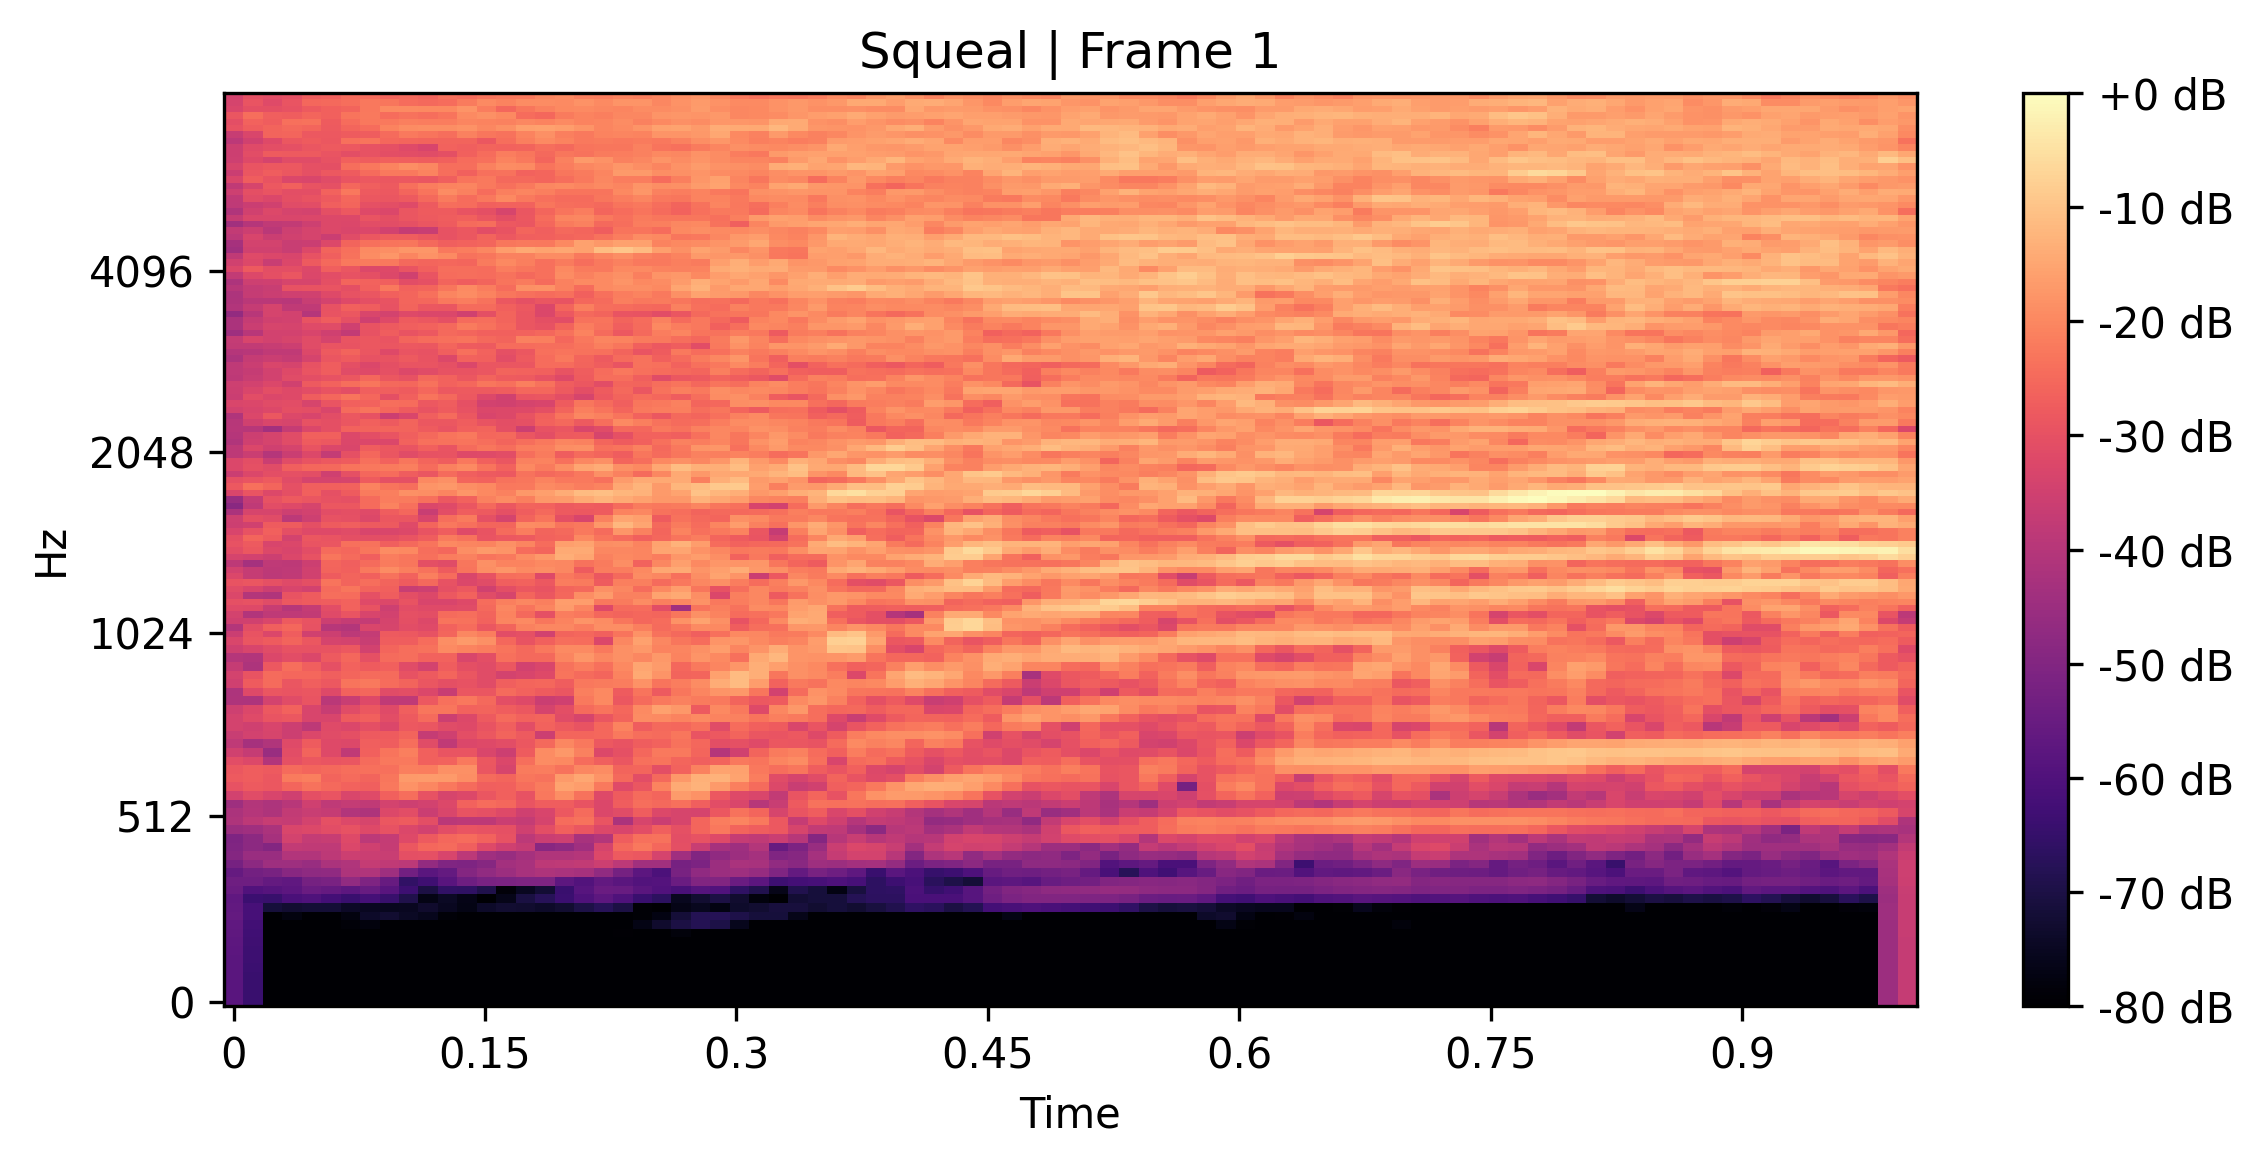 Squeal | Frame 1
Hz
4096
2048
1024
512
0
0 0.15 0.3 0.45 0.6 0.75 0.9
Time
+0 dB
-10 dB
-20 dB
-30 dB
-40 dB
-50 dB
-60 dB
-70 dB
-80 dB